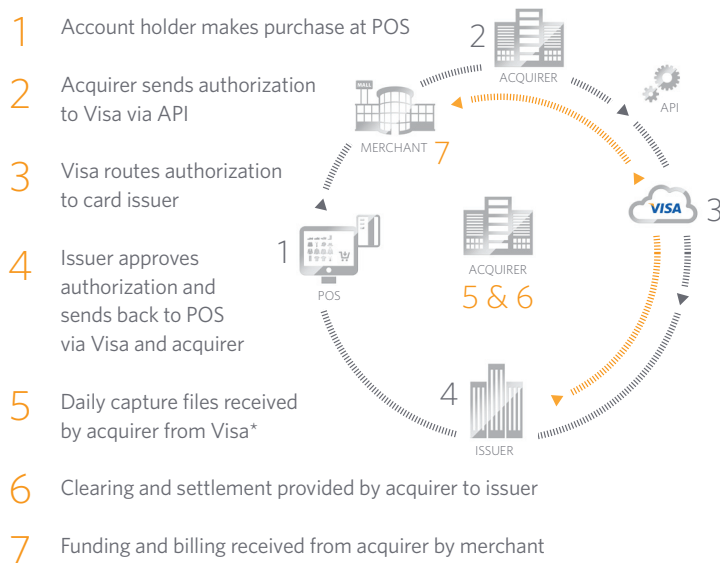 1 Account holder makes purchase at POS
2 Acquirer sends authorization
to Visa via API
3 Visa routes authorization
to card issuer
4 Issuer approves
authorization and
sends back to POS
via Visa and acquirer
5 Daily capture files received
by acquirer from Visa*
6 Clearing and settlement provided by acquirer to issuer
7 Funding and billing received from acquirer by merchant
2
ACQUIRER
API
MALL
MERCHANT 7
VISA 3
1
POS
ACQUIRER
5 & 6
4
ISSUER